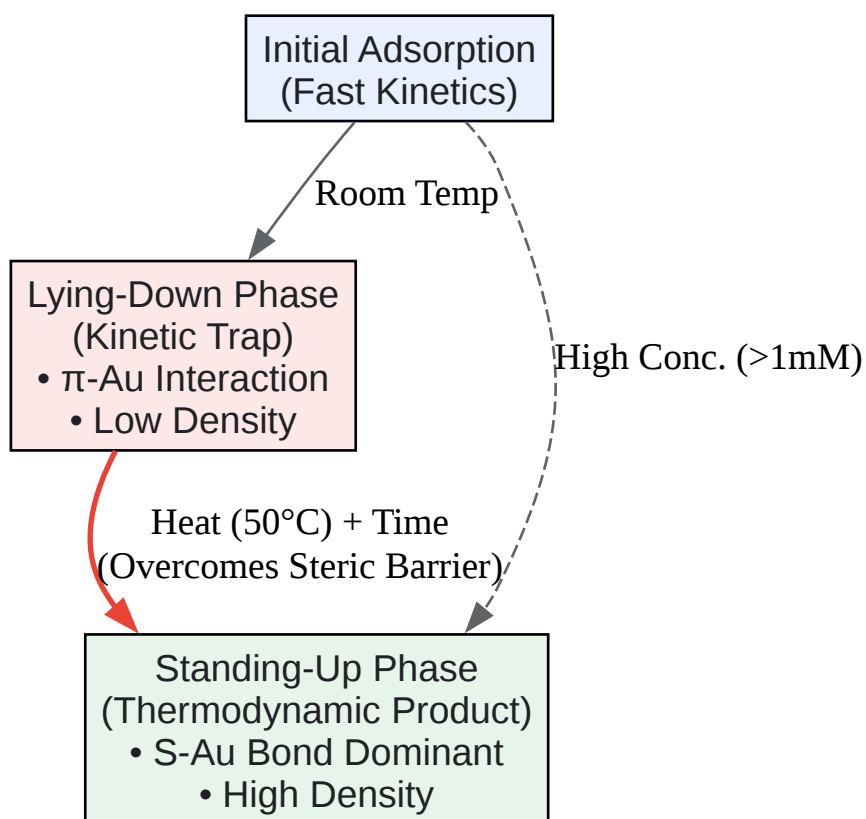 Initial Adsorption
(Fast Kinetics)
Room Temp
Lying-Down Phase
(Kinetic Trap)
• π-Au Interaction
• Low Density
High Conc. (>1mM)
Heat (50°C) + Time
(Overcomes Steric Barrier)
Standing-Up Phase
(Thermodynamic Product)
• S-Au Bond Dominant
• High Density